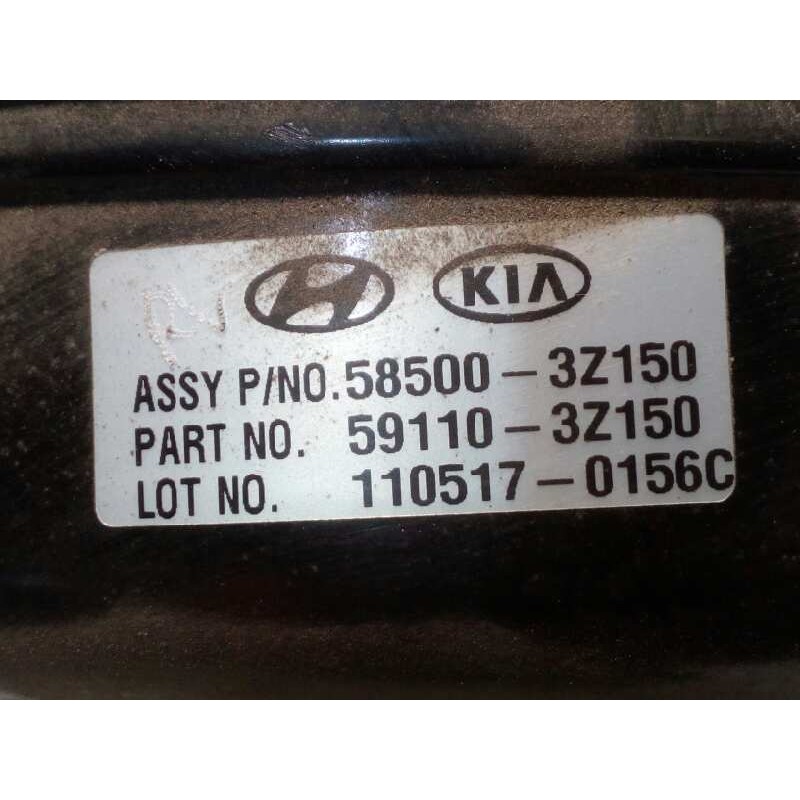 KIA
ASSY P/NO. 58500-3Z150
PART NO. 59110-3Z150
LOT NO. 110517-0156C